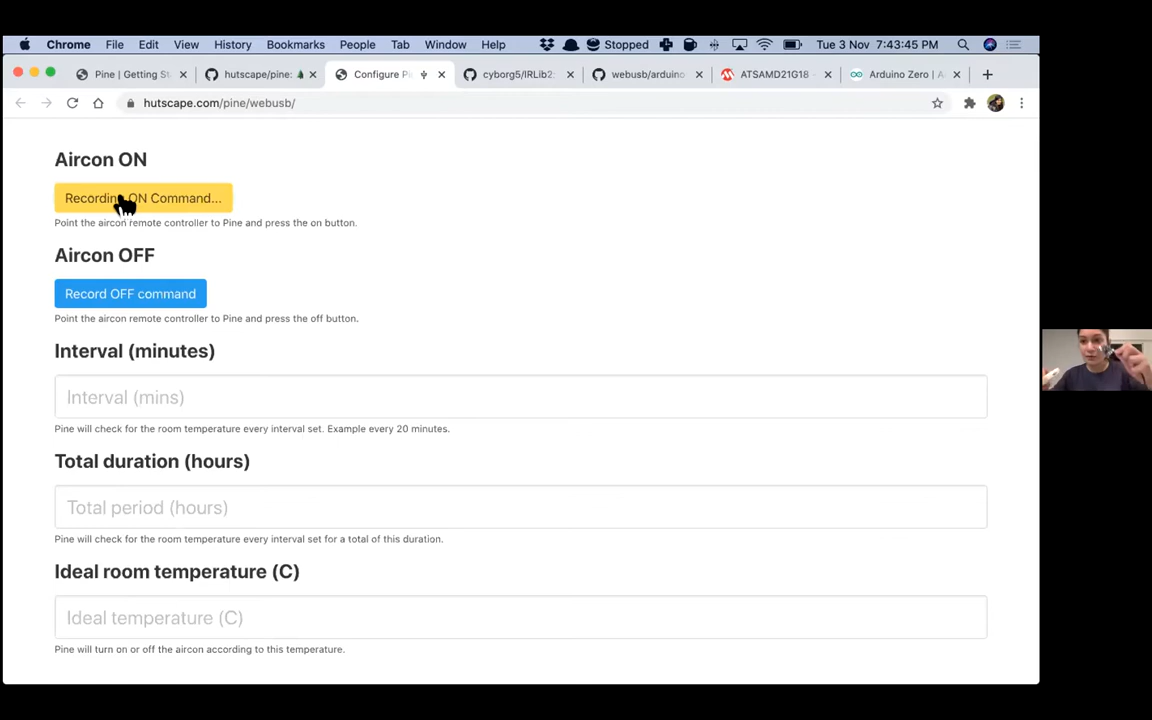 Chrome File Edit View History Bookmarks People Tab Window Help Stopped Tue 3 Nov 7:43:45 PM
Pine | Getting St hutscape/pine: Configure Pi cyborg5/IRLib2: webusb/arduino ATSAMD21G18 - Arduino Zero | A
hutscape.com/pine/webusb/
Aircon ON
Recording ON Command...
Point the aircon remote controller to Pine and press the on button.
Aircon OFF
Record OFF command
Point the aircon remote controller to Pine and press the off button.
Interval (minutes)
Interval (mins)
Pine will check for the room temperature every interval set. Example every 20 minutes.
Total duration (hours)
Total period (hours)
Pine will check for the room temperature every interval set for a total of this duration.
Ideal room temperature (C)
Ideal temperature (C)
Pine will turn on or off the aircon according to this temperature.